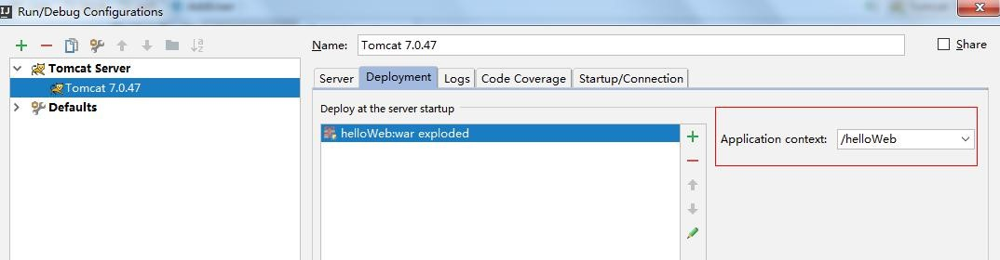 Run/Debug Configurations
Name: Tomcat 7.0.47
Share
Tomcat Server
Tomcat 7.0.47
Defaults
Server Deployment Logs Code Coverage Startup/Connection
Deploy at the server startup
helloWeb:war exploded
Application context: /helloWeb